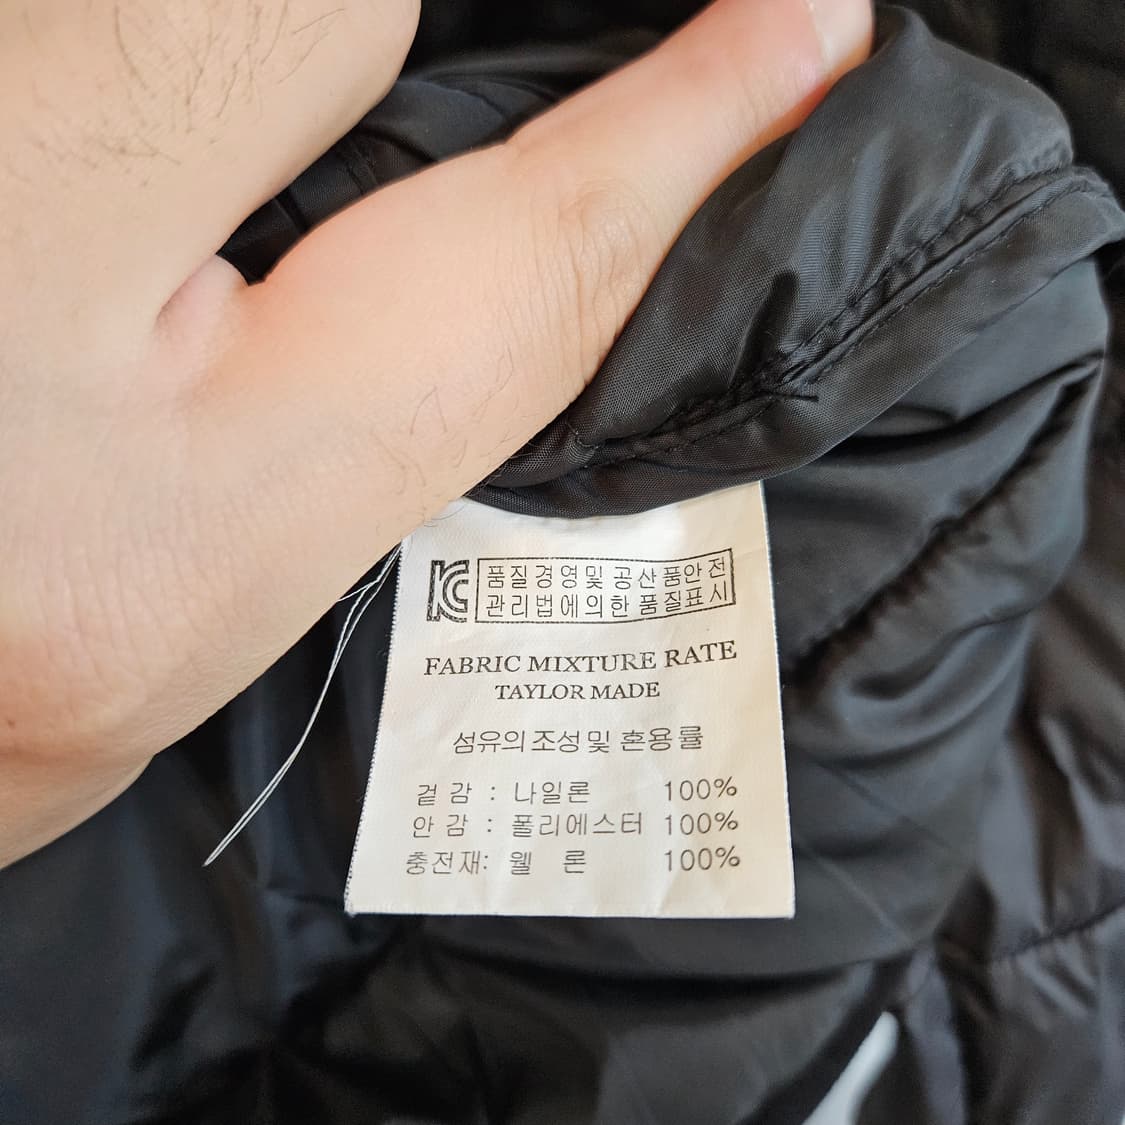 KC 품질경영및 공산품안전
관리법에의한 품질표시
FABRIC MIXTURE RATE
TAYLOR MADE
섬유의조성및 혼용률
겉 감 : 나일론 100%
안 감 : 폴리에스터 100%
충전재: 웰 론 100%